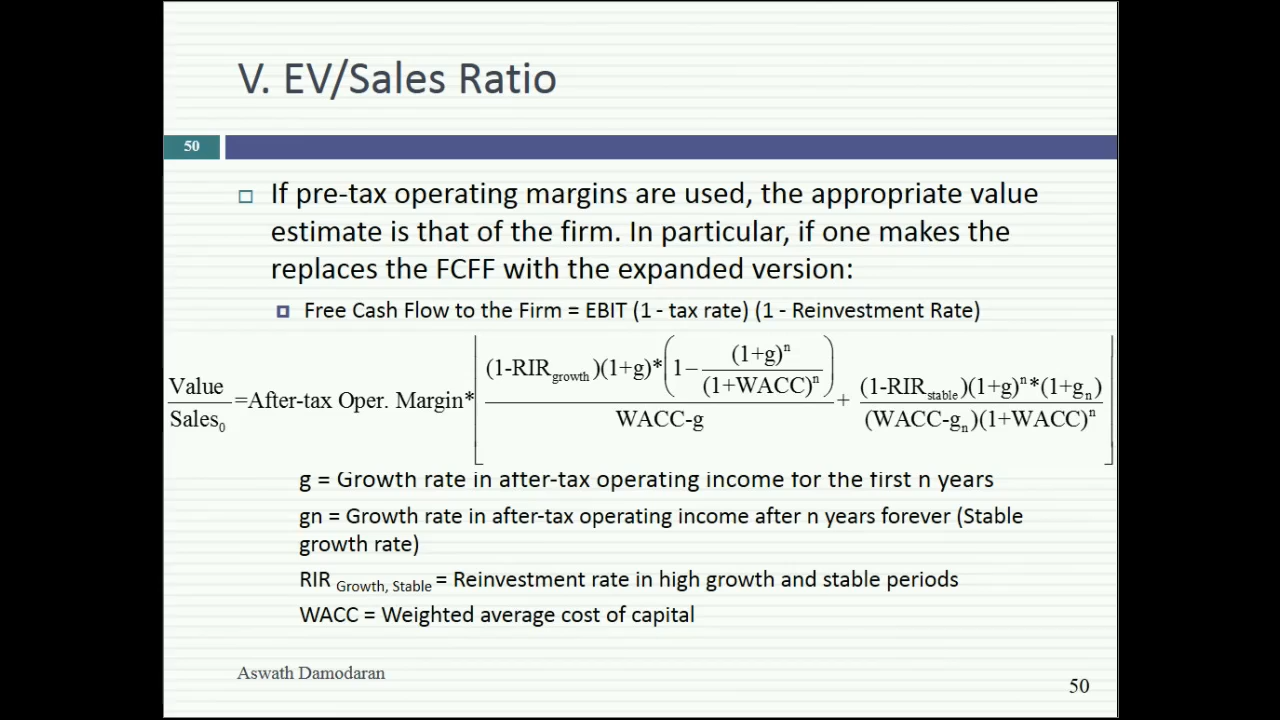 V. EV/Sales Ratio
50
If pre-tax operating margins are used, the appropriate value
estimate is that of the firm. In particular, if one makes the
replaces the FCFF with the expanded version:
Free Cash Flow to the Firm = EBIT (1 - tax rate) (1 - Reinvestment Rate)
Value/Sales₀ =After-tax Oper. Margin* [ (1-RIR_growth)(1+g)*(1−(1+g)ⁿ/(1+WACC)ⁿ) / WACC-g + (1-RIR_stable)(1+g)ⁿ*(1+gₙ) / (WACC-gₙ)(1+WACC)ⁿ ]
g = Growth rate in after-tax operating income for the first n years
gn = Growth rate in after-tax operating income after n years forever (Stable
growth rate)
RIR Growth, Stable = Reinvestment rate in high growth and stable periods
WACC = Weighted average cost of capital
Aswath Damodaran
50